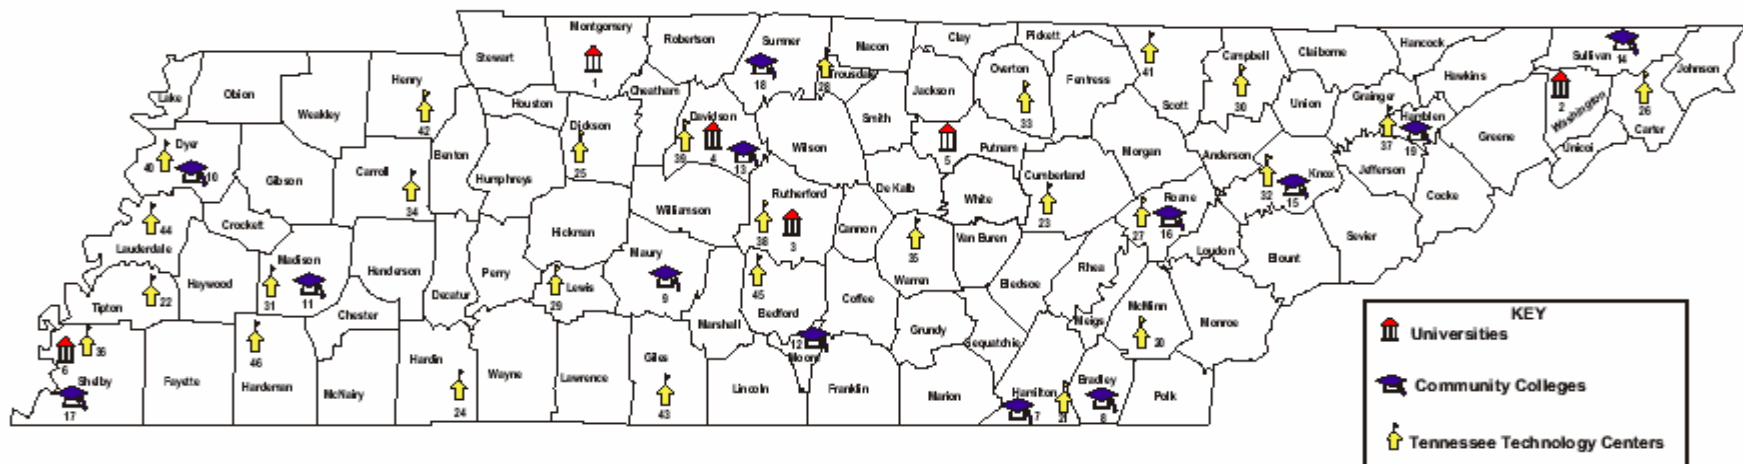 Montgomery
Robertson
Sumner
Macon
Clay
Pickett
Stewart
1
18
28
Trousdale
Overton
Fentress
41
Campbell
Claiborne
Hancock
Sullivan
14
Johnson
Hawkins
Henry
Lake
Obion
Weakley
42
Houston
Cheatham
Dickson
25
Davidson
39
4
13
Wilson
Smith
Jackson
33
5
Putnam
Scott
30
Union
Grainger
Hamblen
37
19
Greene
2
Washington
26
Carter
Unicoi
Dyer
40
10
Gibson
Carroll
34
Benton
Humphreys
Williamson
Rutherford
38
3
De Kalb
Cannon
White
Cumberland
23
Morgan
Anderson
32
15
Knox
Jefferson
Cocke
Sevier
Roane
27
16
Loudon
Blount
44
Lauderdale
Crockett
Haywood
Madison
31
11
Henderson
Decatur
Perry
Hickman
29
Lewis
Maury
9
45
Bedford
Coffee
35
Warren
Van Buren
Bledsoe
Rhea
Meigs
McMinn
20
Monroe
22
Tipton
Chester
46
Hardeman
McNairy
Hardin
24
Wayne
Lawrence
Giles
43
Marshall
Lincoln
12
Moore
Franklin
Grundy
Sequatchie
Marion
Hamilton
7
21
Bradley
8
Polk
6
36
Shelby
17
Fayette
KEY
Universities
Community Colleges
Tennessee Technology Centers